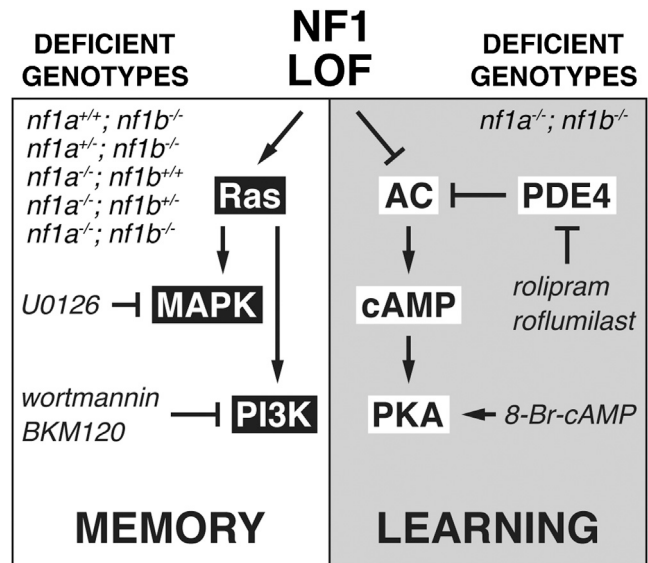 NF1
LOF
DEFICIENT
GENOTYPES
DEFICIENT
GENOTYPES
nf1a+/+; nf1b-/-
nf1a+/-; nf1b-/-
nf1a-/-; nf1b+/+
nf1a-/-; nf1b+/-
nf1a-/-; nf1b-/-
nf1a-/-; nf1b-/-
Ras
AC
PDE4
U0126
MAPK
cAMP
rolipram
roflumilast
wortmannin
BKM120
PI3K
PKA
8-Br-cAMP
MEMORY
LEARNING